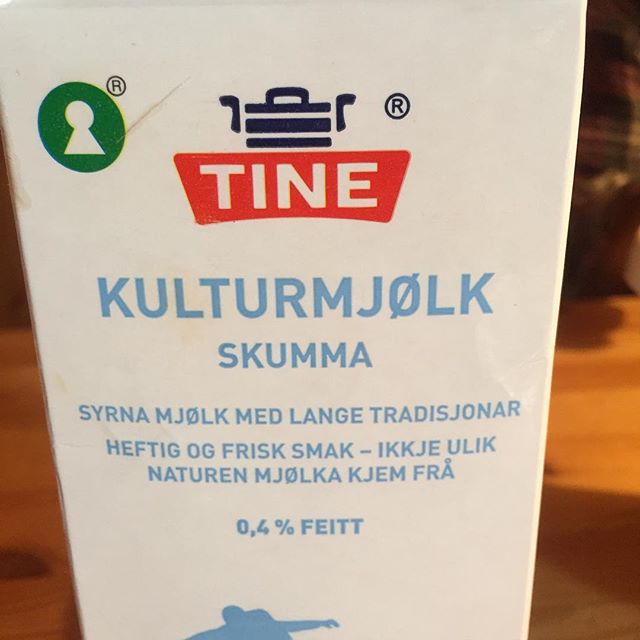 ®
®
TINE
KULTURMJØLK
SKUMMA
SYRNA MJØLK MED LANGE TRADISJONAR
HEFTIG OG FRISK SMAK – IKKJE ULIK
NATUREN MJØLKA KJEM FRÅ
0,4 % FEITT